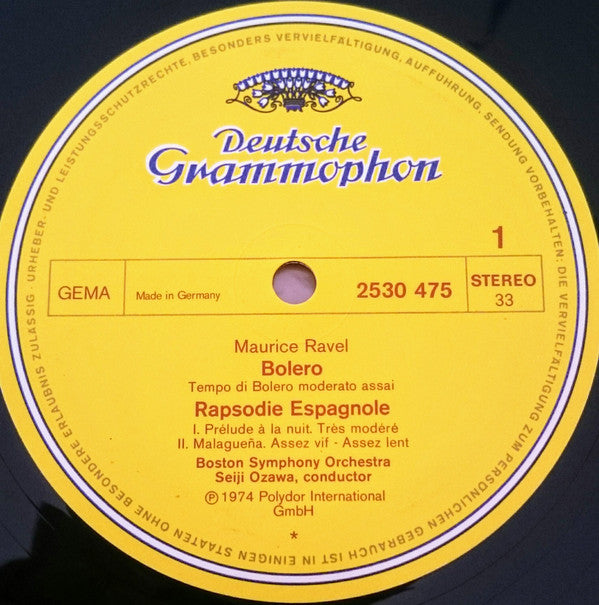 Deutsche
Grammophon
1
GEMA
Made in Germany
2530 475
STEREO
33
Maurice Ravel
Bolero
Tempo di Bolero moderato assai
Rapsodie Espagnole
I. Prélude à la nuit. Très modéré
II. Malagueña. Assez vif - Assez lent
Boston Symphony Orchestra
Seiji Ozawa, conductor
℗ 1974 Polydor International
GmbH
*
URHEBER- UND LEISTUNGSSCHUTZRECHTE, BESONDERS VERVIELFÄLTIGUNG, AUFFÜHRUNG, SENDUNG VORBEHALTEN: DIE VERVIELFÄLTIGUNG ZUM PERSÖNLICHEN GEBRAUCH IST IN EINIGEN STAATEN OHNE BESONDERE ERLAUBNIS ZULÄSSIG ·